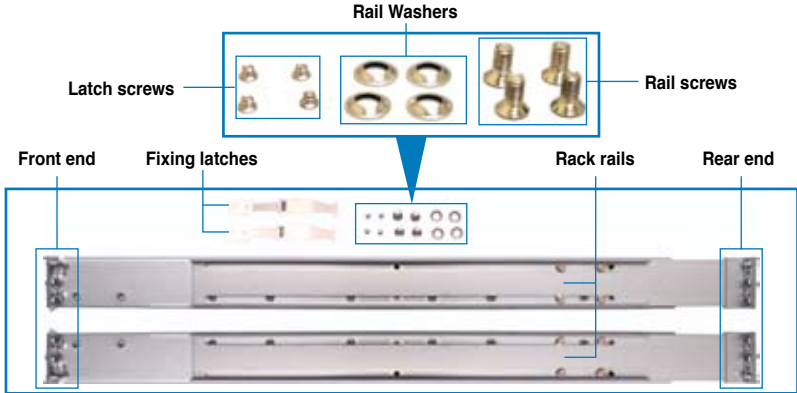 Rail Washers
Latch screws
Rail screws
Front end
Fixing latches
Rack rails
Rear end